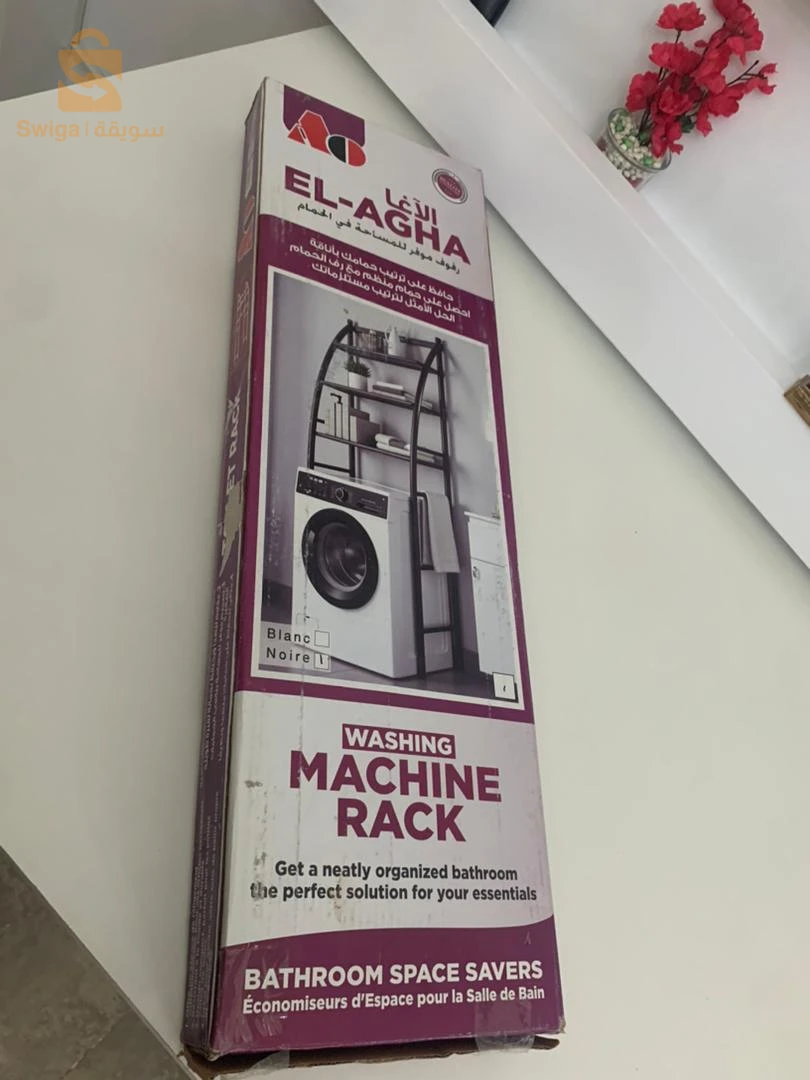 Swiga | سويقة
الآغا
EL-AGHA
رفوف موفر للمساحة في الحمام
حافظ على ترتيب حمامك بأناقة
احصل على حمام منظم مع رف الحمام
الحل الأمثل لترتيب مستلزماتك
Blanc
Noire
WASHING
MACHINE
RACK
Get a neatly organized bathroom
the perfect solution for your essentials
BATHROOM SPACE SAVERS
Économiseurs d'Espace pour la Salle de Bain
RACK